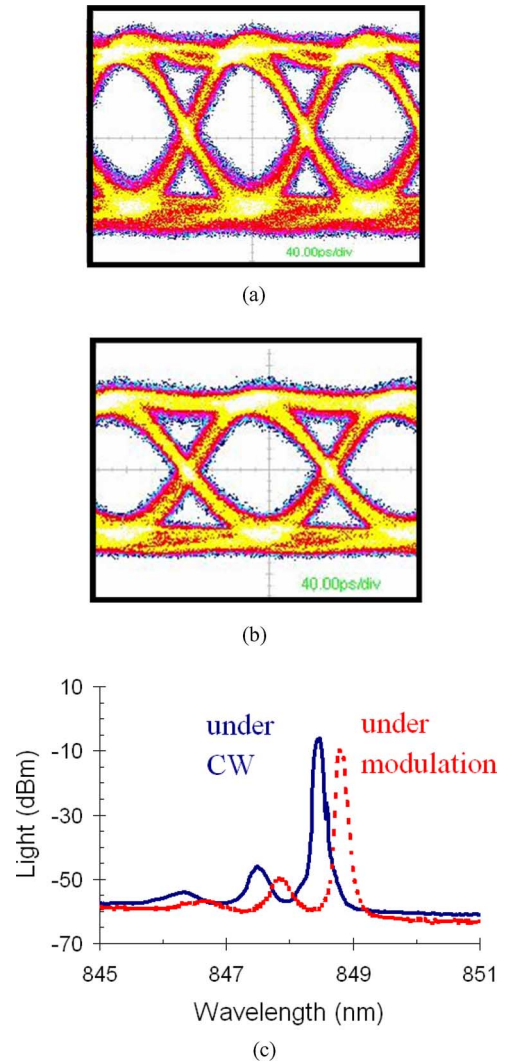 40.00ps/div
(a)
40.00ps/div
(b)
10
-10
-30
-50
-70
Light (dBm)
under
CW
under
modulation
845
847
849
851
Wavelength (nm)
(c)